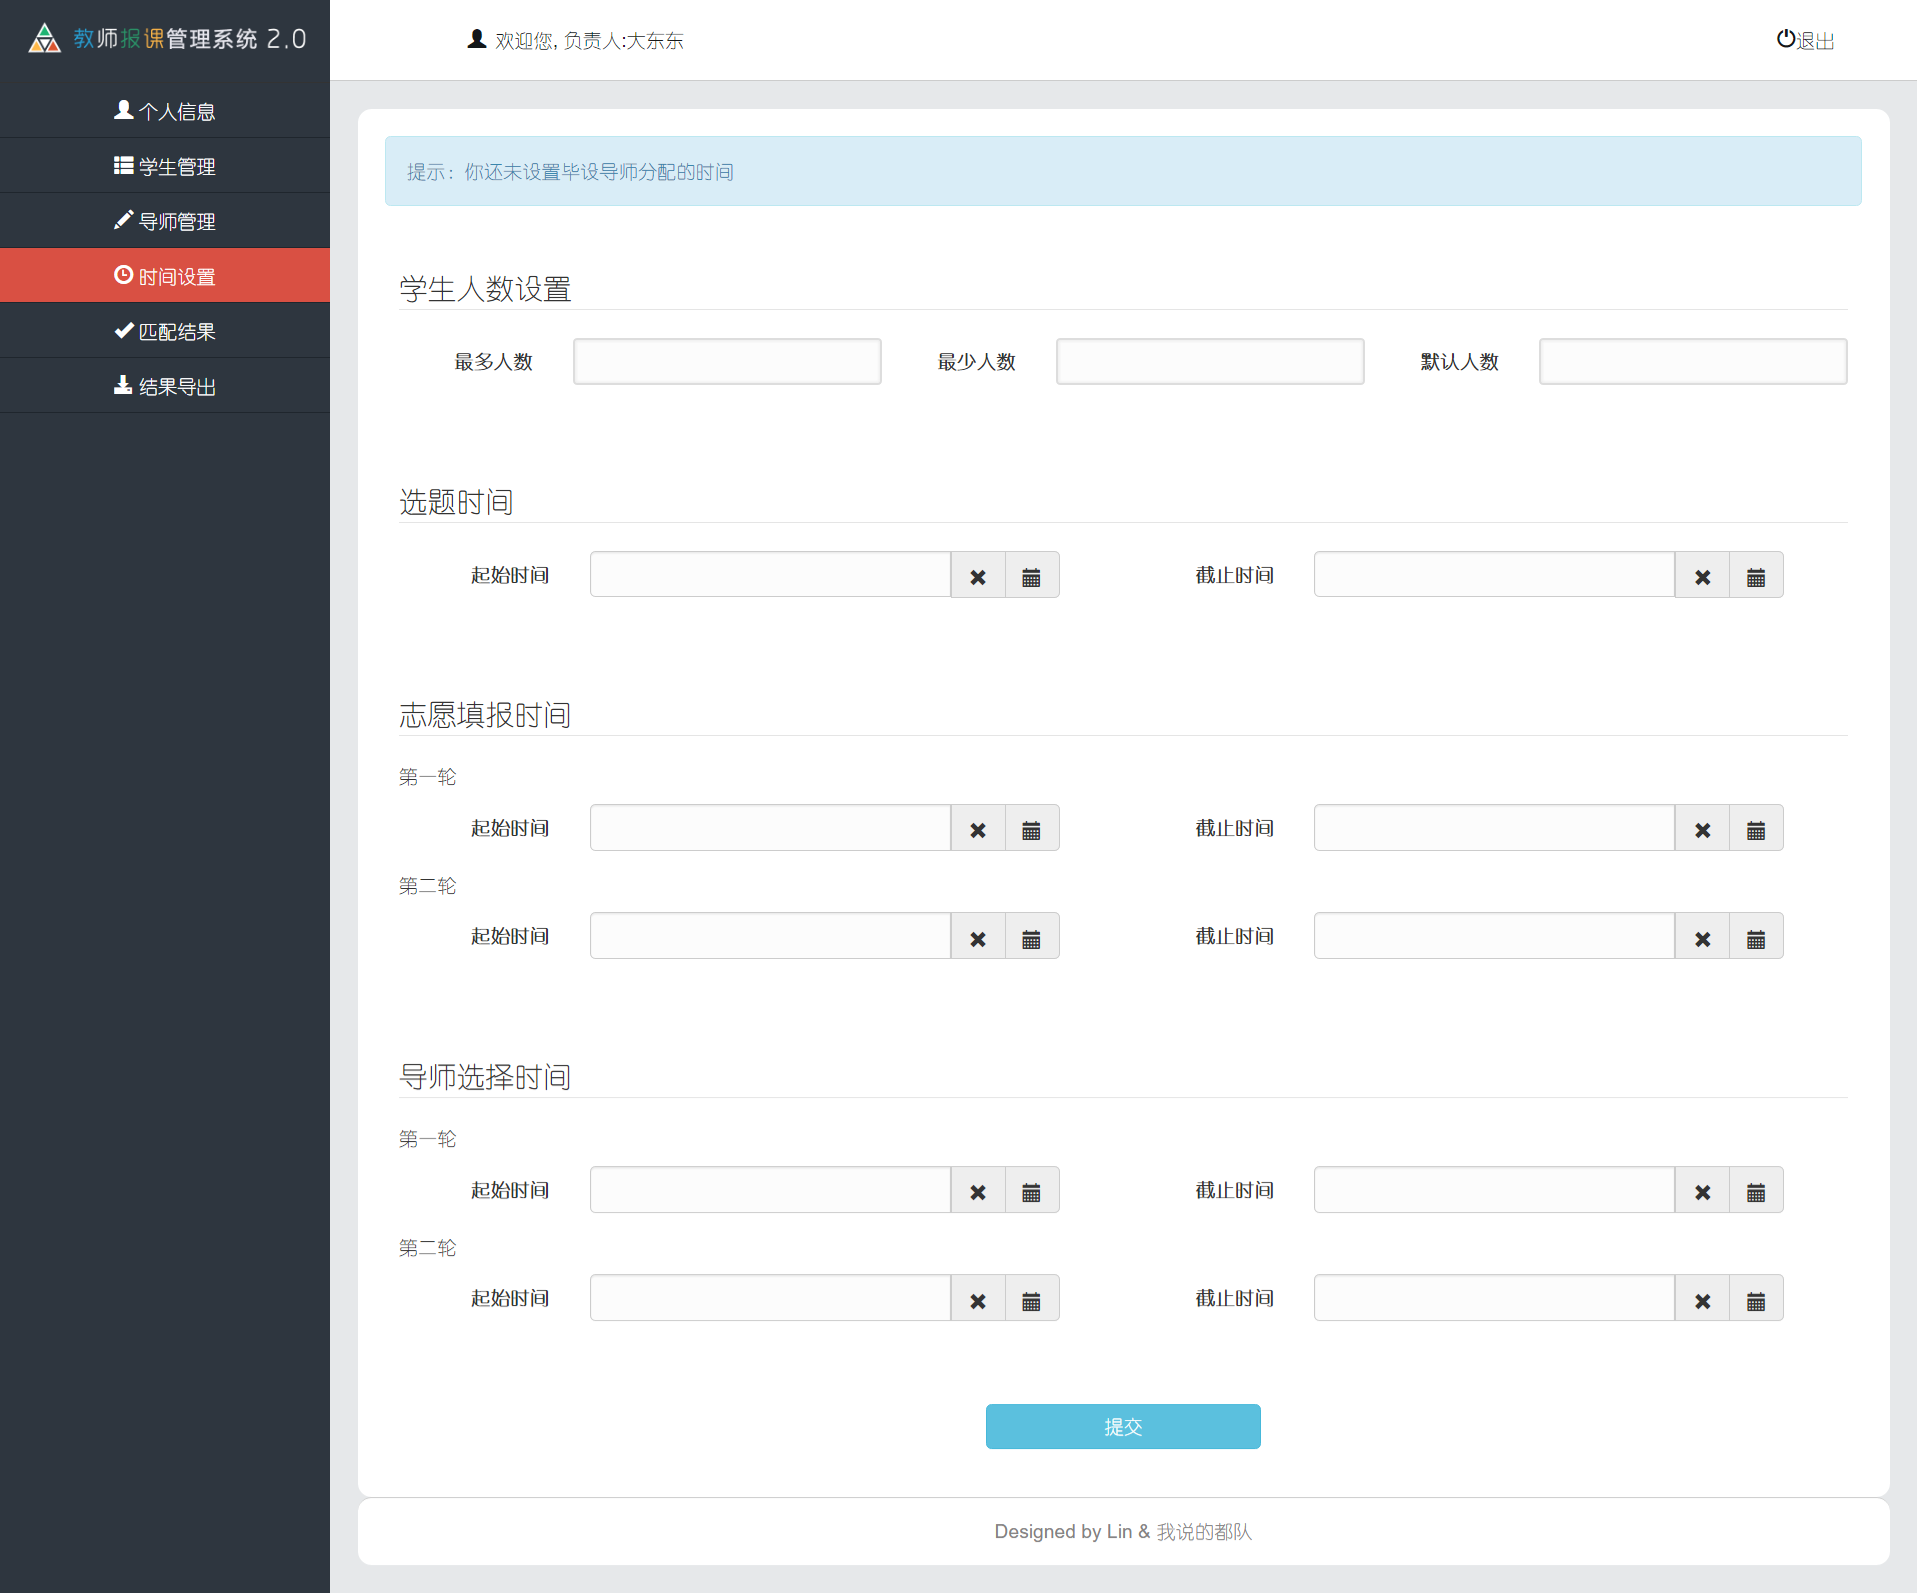 教师报课管理系统 2.0
欢迎您, 负责人:大东东
退出
个人信息
学生管理
导师管理
时间设置
匹配结果
结果导出
提示：你还未设置毕设导师分配的时间
学生人数设置
最多人数
最少人数
默认人数
选题时间
起始时间
截止时间
志愿填报时间
第一轮
起始时间
截止时间
第二轮
起始时间
截止时间
导师选择时间
第一轮
起始时间
截止时间
第二轮
起始时间
截止时间
提交
Designed by Lin & 我说的都队